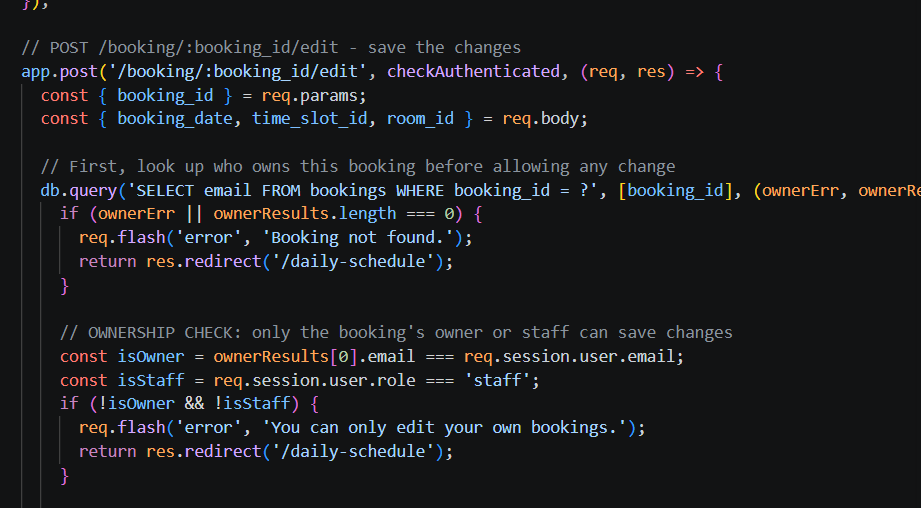 });
// POST /booking/:booking_id/edit - save the changes
app.post('/booking/:booking_id/edit', checkAuthenticated, (req, res) => {
const { booking_id } = req.params;
const { booking_date, time_slot_id, room_id } = req.body;
// First, look up who owns this booking before allowing any change
db.query('SELECT email FROM bookings WHERE booking_id = ?', [booking_id], (ownerErr, ownerRe
if (ownerErr || ownerResults.length === 0) {
req.flash('error', 'Booking not found.');
return res.redirect('/daily-schedule');
}
// OWNERSHIP CHECK: only the booking's owner or staff can save changes
const isOwner = ownerResults[0].email === req.session.user.email;
const isStaff = req.session.user.role === 'staff';
if (!isOwner && !isStaff) {
req.flash('error', 'You can only edit your own bookings.');
return res.redirect('/daily-schedule');
}